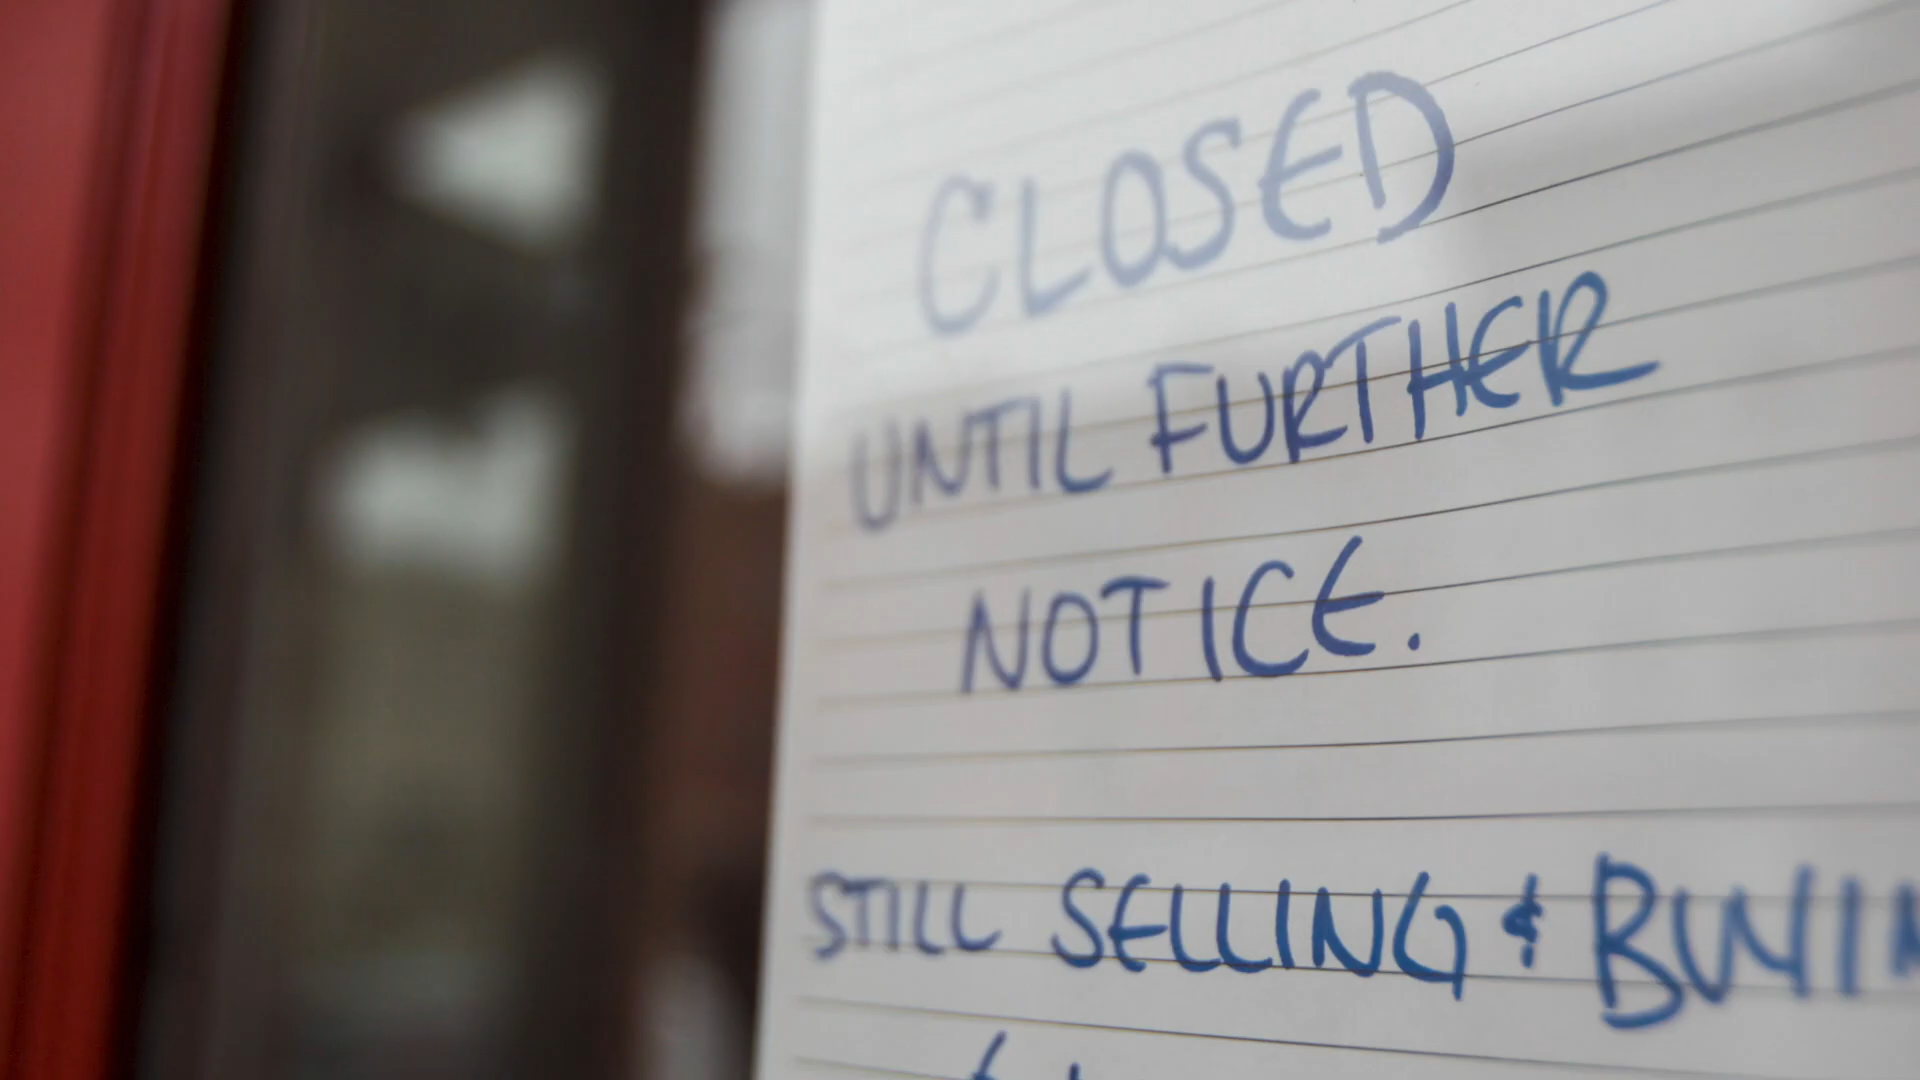 CLOSED
UNTIL FURTHER
NOTICE.
STILL SELLING &